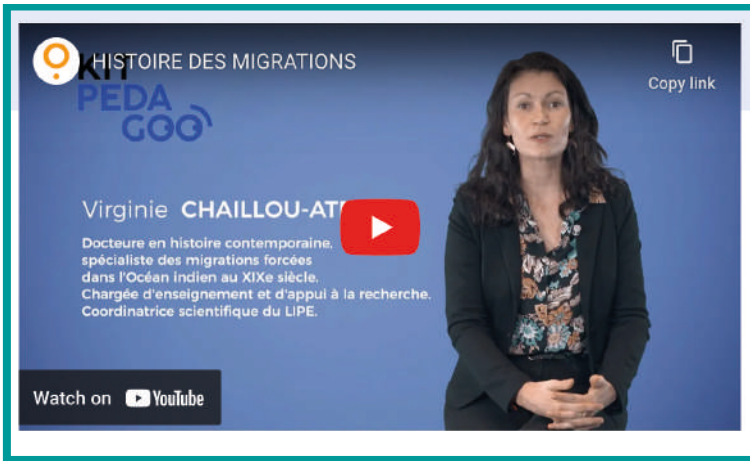 HISTOIRE DES MIGRATIONS
Copy link
KIT
PEDA
GOO
Virginie CHAILLOU-AT
Docteure en histoire contemporaine,
spécialiste des migrations forcées
dans l'Océan indien au XIXe siècle.
Chargée d'enseignement et d'appui à la recherche.
Coordinatrice scientifique du LIPE.
Watch on YouTube